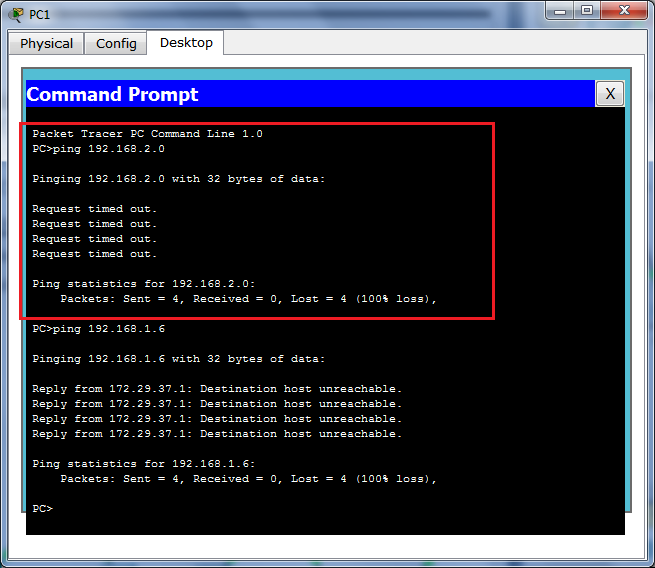 PC1
Physical
Config
Desktop
Command Prompt
X
Packet Tracer PC Command Line 1.0
PC>ping 192.168.2.0
Pinging 192.168.2.0 with 32 bytes of data:
Request timed out.
Request timed out.
Request timed out.
Request timed out.
Ping statistics for 192.168.2.0:
Packets: Sent = 4, Received = 0, Lost = 4 (100% loss),
PC>ping 192.168.1.6
Pinging 192.168.1.6 with 32 bytes of data:
Reply from 172.29.37.1: Destination host unreachable.
Reply from 172.29.37.1: Destination host unreachable.
Reply from 172.29.37.1: Destination host unreachable.
Reply from 172.29.37.1: Destination host unreachable.
Ping statistics for 192.168.1.6:
Packets: Sent = 4, Received = 0, Lost = 4 (100% loss),
PC>